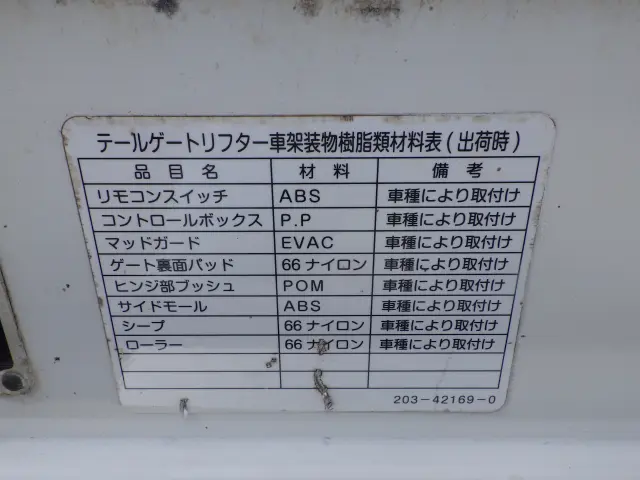 テールゲートリフター車架装物樹脂類材料表(出荷時)
品目名 材料 備考
リモコンスイッチ ABS 車種により取付け
コントロールボックス P.P 車種により取付け
マッドガード EVAC 車種により取付け
ゲート裏面パッド 66ナイロン 車種により取付け
ヒンジ部ブッシュ POM 車種により取付け
サイドモール ABS 車種により取付け
シーブ 66ナイロン 車種により取付け
ローラー 66ナイロン 車種により取付け
203-42169-0